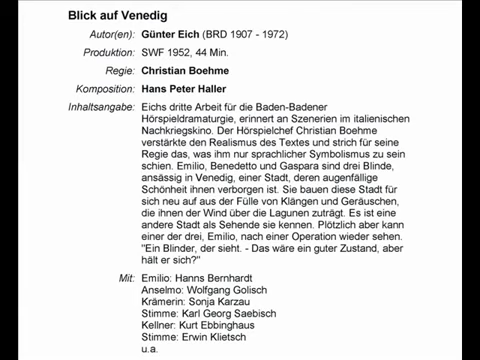 Blick auf Venedig
Autor(en): Günter Eich (BRD 1907 - 1972)
Produktion: SWF 1952, 44 Min.
Regie: Christian Boehme
Komposition: Hans Peter Haller
Inhaltsangabe: Eichs dritte Arbeit für die Baden-Badener
Hörspieldramaturgie, erinnert an Szenerien im italienischen
Nachkriegskino. Der Hörspielchef Christian Boehme
verstärkte den Realismus des Textes und strich für seine
Regie das, was ihm nur sprachlicher Symbolismus zu sein
schien. Emilio, Benedetto und Gaspara sind drei Blinde,
ansässig in Venedig, einer Stadt, deren augenfällige
Schönheit ihnen verborgen ist. Sie bauen diese Stadt für
sich neu auf aus der Fülle von Klängen und Geräuschen,
die ihnen der Wind über die Lagunen zuträgt. Es ist eine
andere Stadt als Sehende sie kennen. Plötzlich aber kann
einer der drei, Emilio, nach einer Operation wieder sehen.
"Ein Blinder, der sieht. - Das wäre ein guter Zustand, aber
hält er sich?"
Mit: Emilio: Hanns Bernhardt
Anselmo: Wolfgang Golisch
Krämerin: Sonja Karzau
Stimme: Karl Georg Saebisch
Kellner: Kurt Ebbinghaus
Stimme: Erwin Klietsch
u.a.